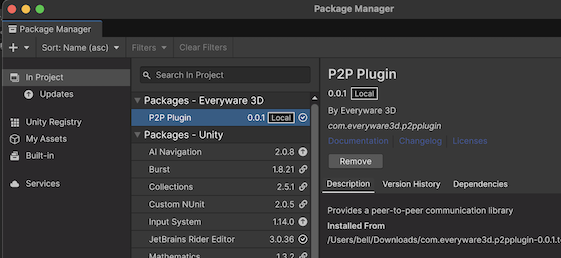 Package Manager
Package Manager
Sort: Name (asc)
Filters
Clear Filters
In Project
Updates
Unity Registry
My Assets
Built-in
Services
Search In Project
Packages - Everyware 3D
P2P Plugin 0.0.1 Local
Packages - Unity
AI Navigation 2.0.8
Burst 1.8.21
Collections 2.5.1
Custom NUnit 2.0.5
Input System 1.14.0
JetBrains Rider Editor 3.0.36
Mathematics 1.3.2
P2P Plugin
0.0.1 Local
By Everyware 3D
com.everyware3d.p2pplugin
Documentation Changelog Licenses
Remove
Description Version History Dependencies
Provides a peer-to-peer communication library
Installed From
/Users/bell/Downloads/com.everyware3d.p2pplugin-0.0.1.t